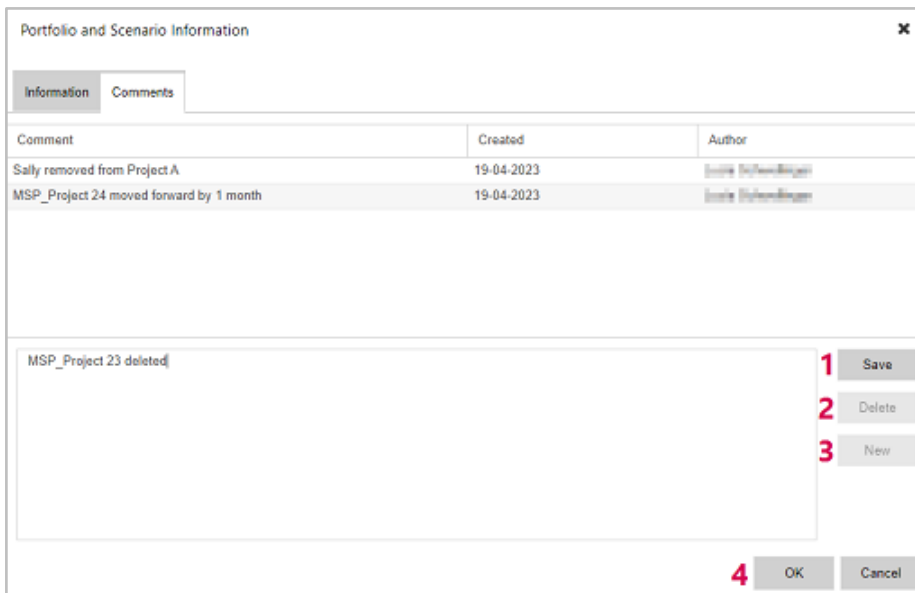 Portfolio and Scenario Information
Information Comments
Comment Created Author
Sally removed from Project A 19-04-2023
MSP_Project 24 moved forward by 1 month 19-04-2023
MSP_Project 23 deleted
1 Save
2 Delete
3 New
4 OK Cancel